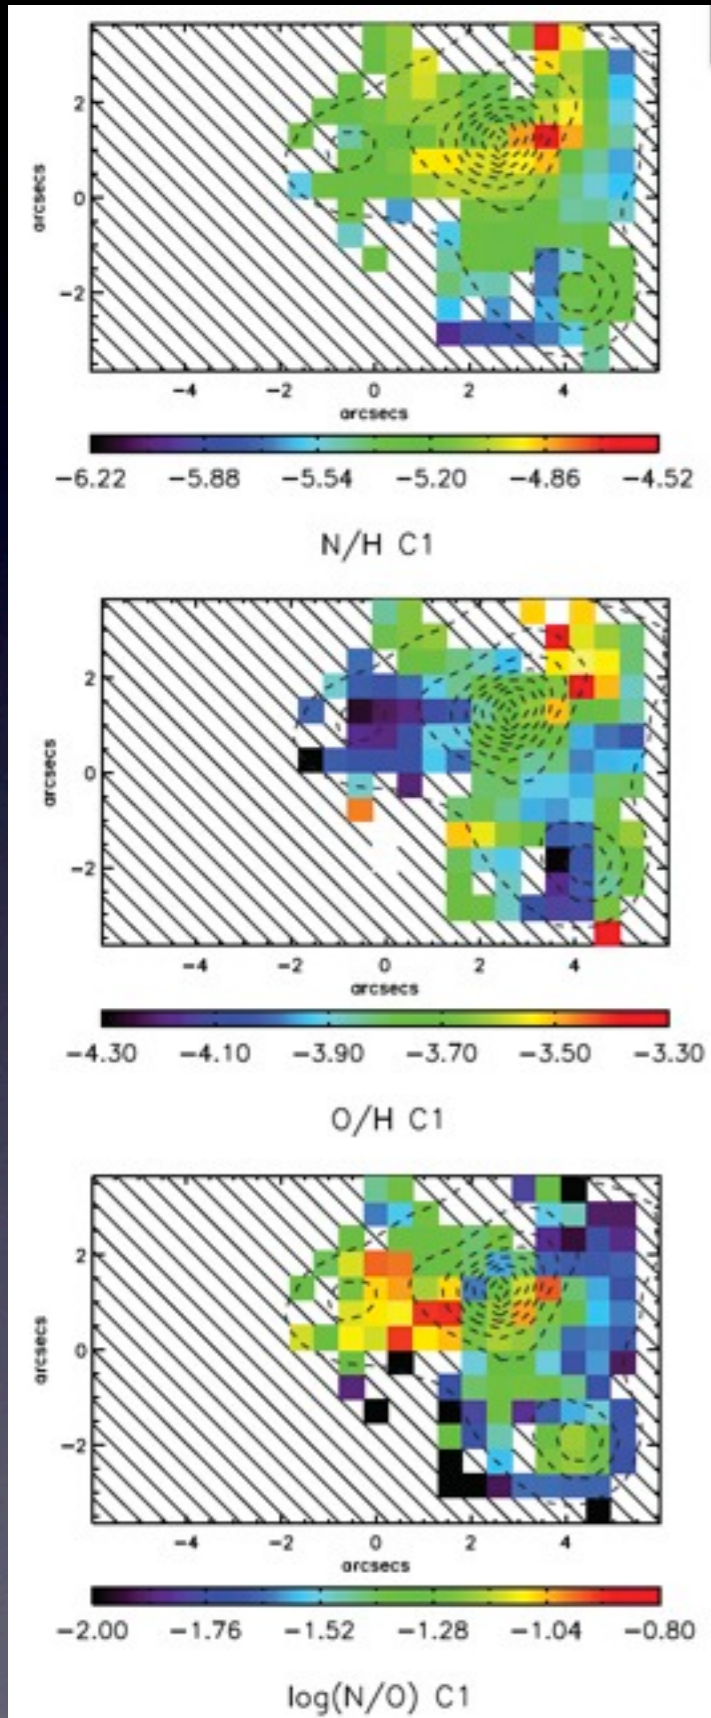 2
0
−2
arcsecs
−4 −2 0 2 4
arcsecs
−6.22 −5.88 −5.54 −5.20 −4.86 −4.52
N/H C1
2
0
−2
arcsecs
−4 −2 0 2 4
arcsecs
−4.30 −4.10 −3.90 −3.70 −3.50 −3.30
O/H C1
2
0
−2
arcsecs
−4 −2 0 2 4
arcsecs
−2.00 −1.76 −1.52 −1.28 −1.04 −0.80
log(N/O) C1